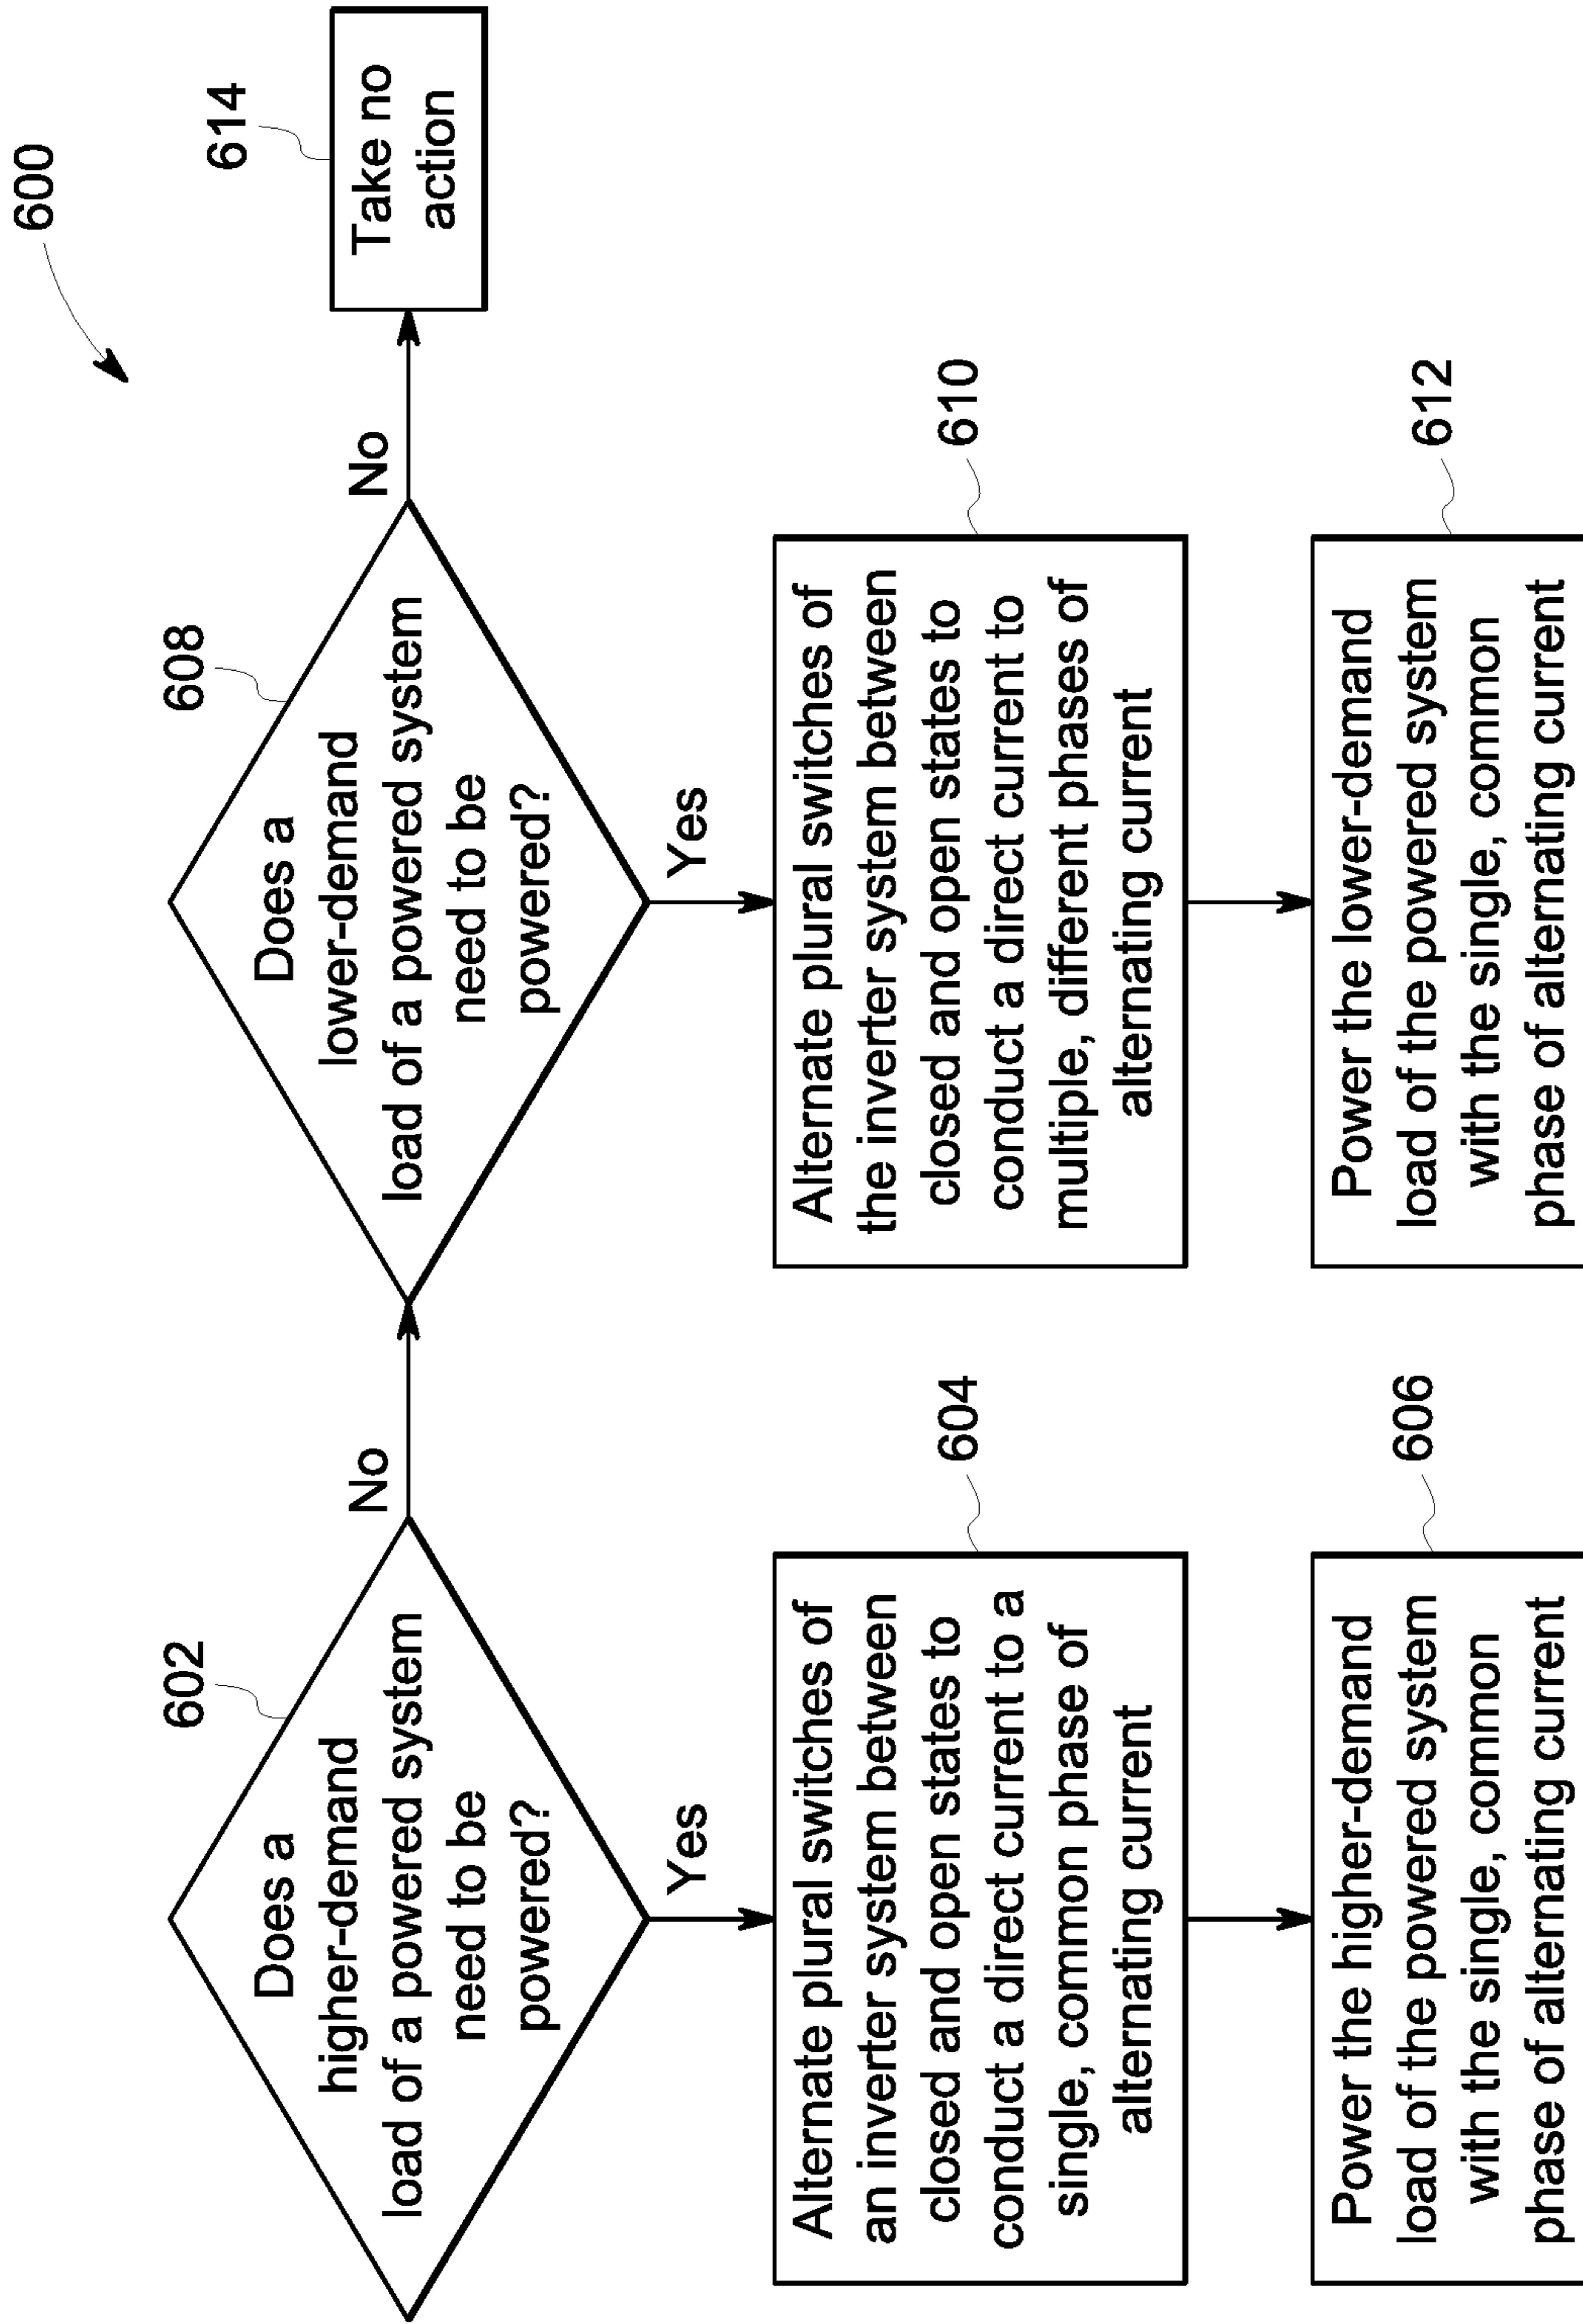 600
602
Does a
higher-demand
load of a powered system
need to be
powered?
No
Yes
604
Alternate plural switches of
an inverter system between
closed and open states to
conduct a direct current to a
single, common phase of
alternating current
606
Power the higher-demand
load of the powered system
with the single, common
phase of alternating current
608
Does a
lower-demand
load of a powered system
need to be
powered?
No
Yes
610
Alternate plural switches of
the inverter system between
closed and open states to
conduct a direct current to
multiple, different phases of
alternating current
612
Power the lower-demand
load of the powered system
with the single, common
phase of alternating current
614
Take no
action